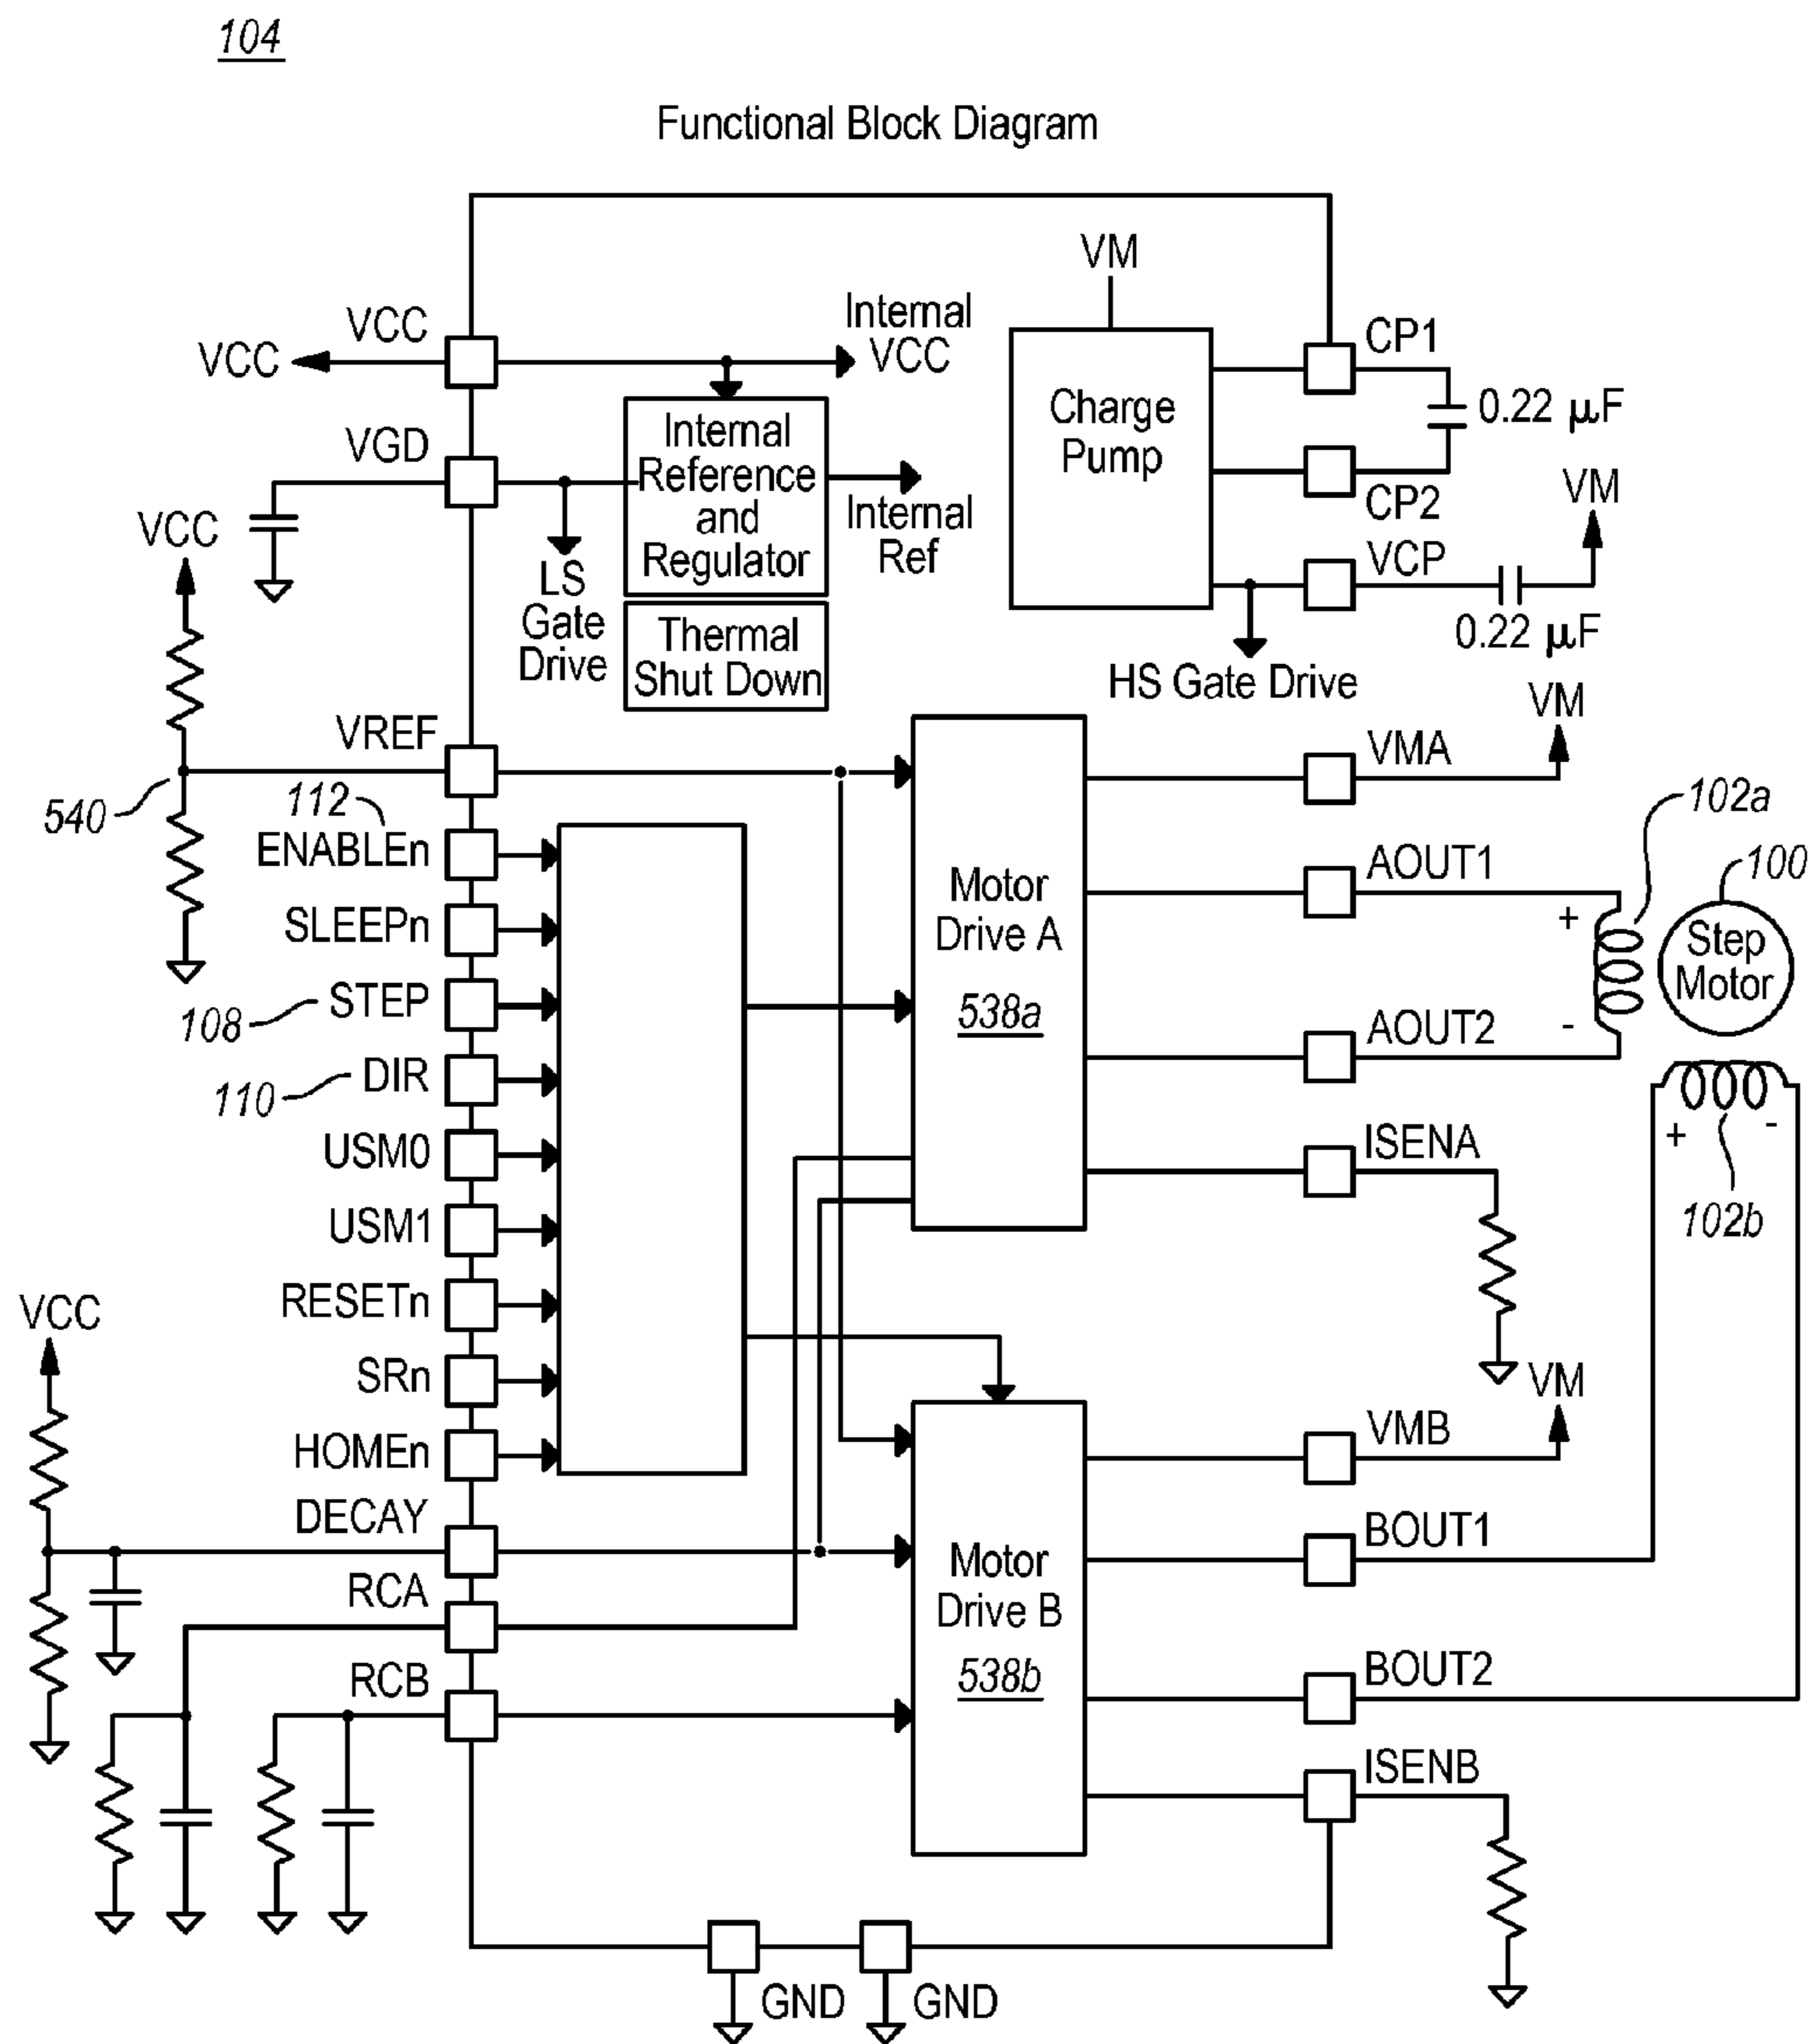 104
Functional Block Diagram
VM
VCC
VCC
Internal
VCC
CP1
Charge
Pump
0.22 µF
CP2
VGD
Internal
Reference
and
Regulator
Internal
Ref
VM
VCP
0.22 µF
VCC
LS
Gate
Drive
Thermal
Shut Down
HS Gate Drive
VM
VREF
VMA
540
112
ENABLEn
102a
SLEEPn
Motor
Drive A
538a
AOUT1
100
+
Step
Motor
-
108
STEP
AOUT2
110
DIR
USM0
ISENA
+
-
102b
USM1
RESETn
VCC
SRn
VM
HOMEn
VMB
DECAY
Motor
Drive B
538b
BOUT1
RCA
RCB
BOUT2
ISENB
GND
GND